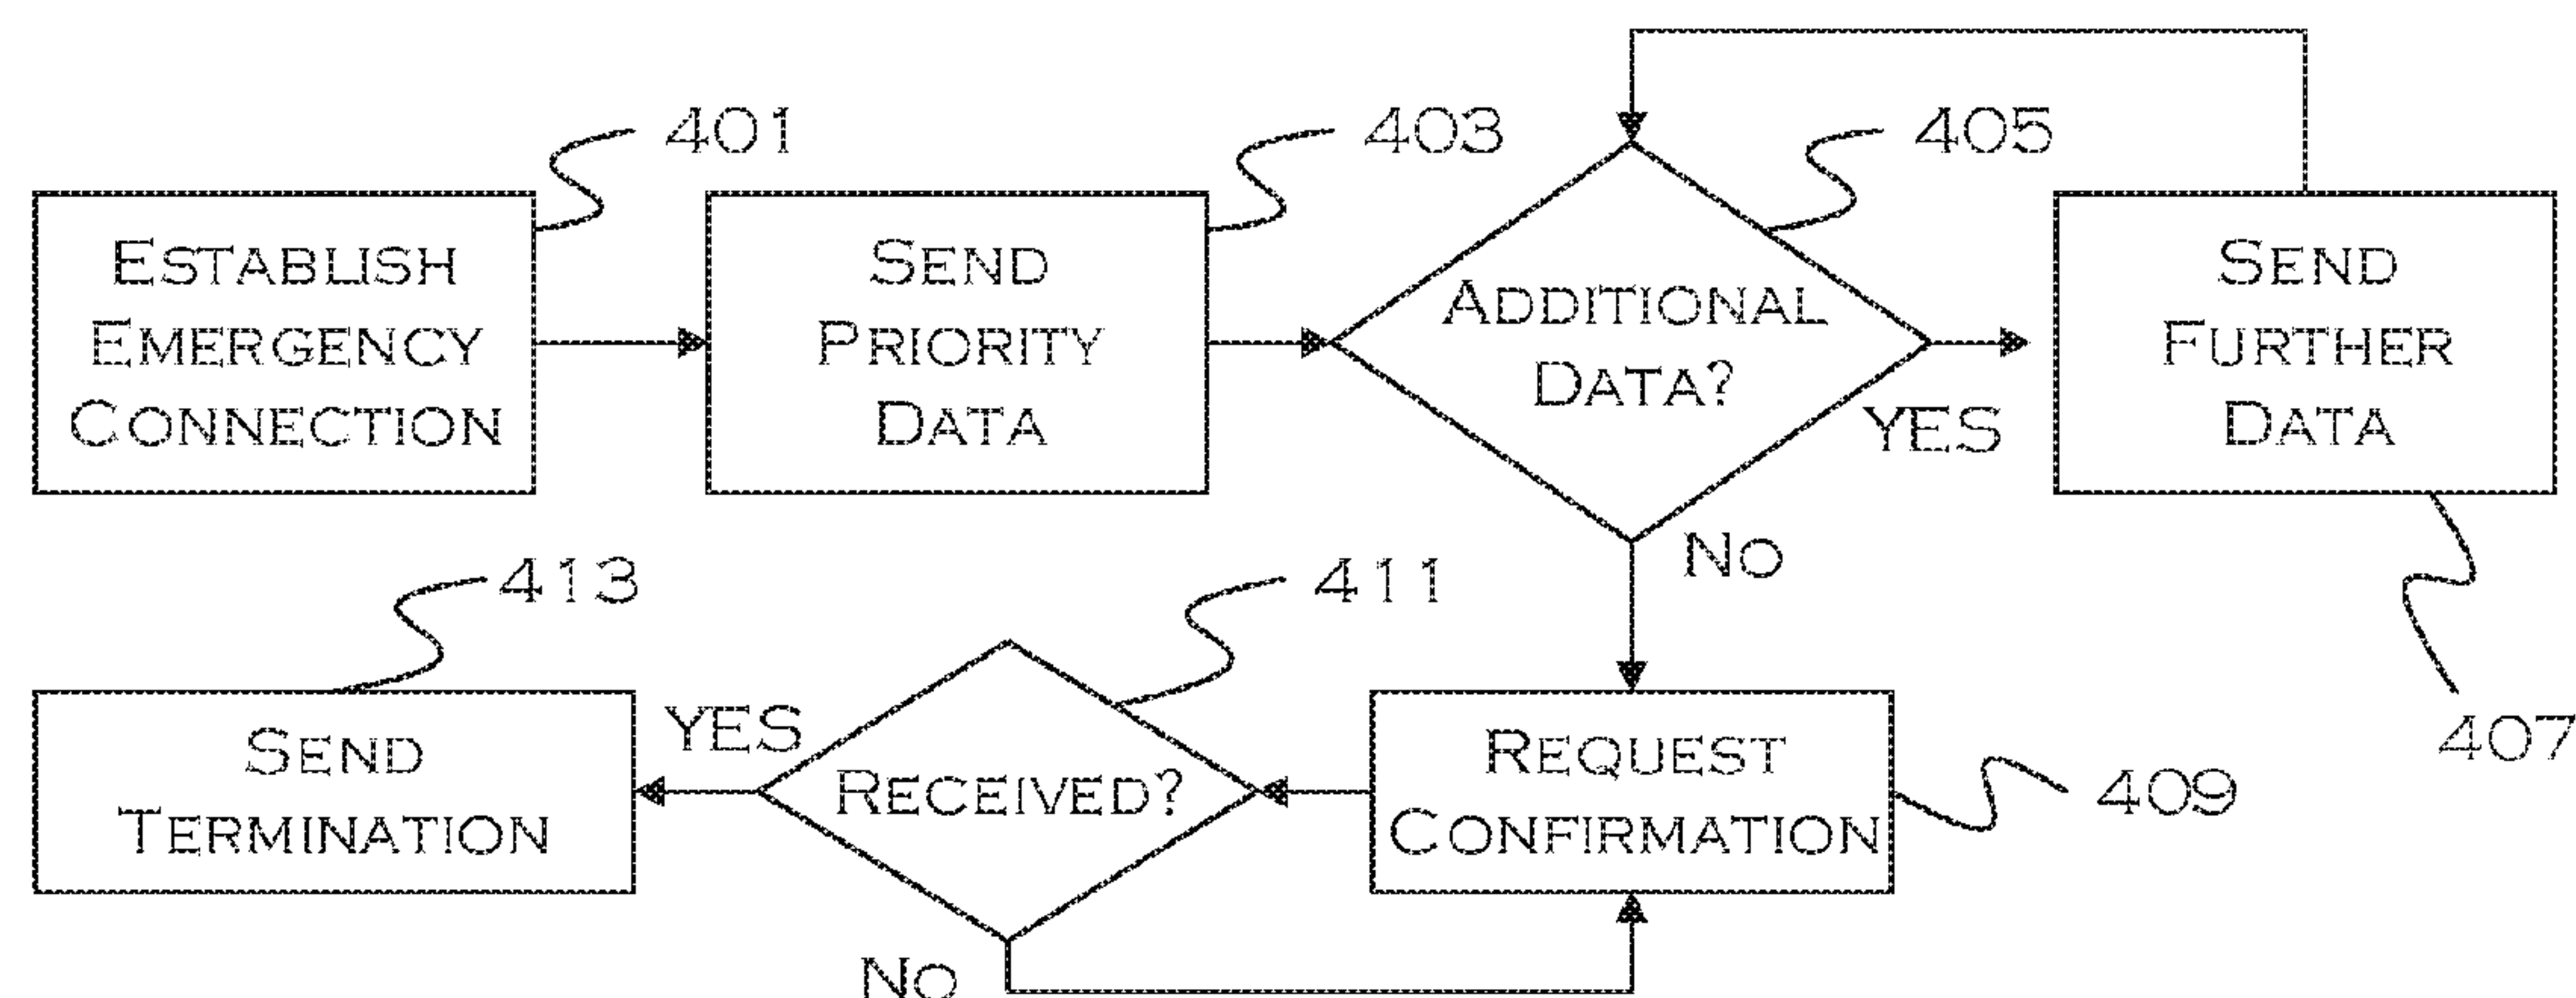 401
403
405
ESTABLISH
EMERGENCY
CONNECTION
SEND
PRIORITY
DATA
ADDITIONAL
DATA?
YES
SEND
FURTHER
DATA
NO
413
411
407
SEND
TERMINATION
YES
RECEIVED?
REQUEST
CONFIRMATION
409
NO